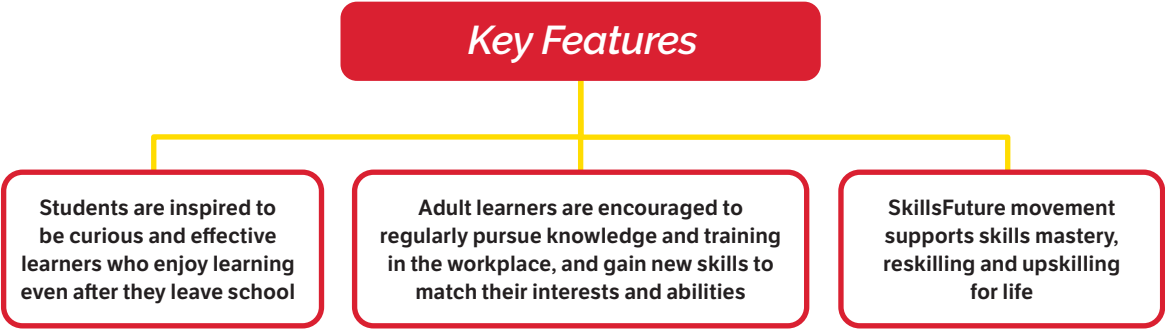 Key Features
Students are inspired to
be curious and effective
learners who enjoy learning
even after they leave school
Adult learners are encouraged to
regularly pursue knowledge and training
in the workplace, and gain new skills to
match their interests and abilities
SkillsFuture movement
supports skills mastery,
reskilling and upskilling
for life